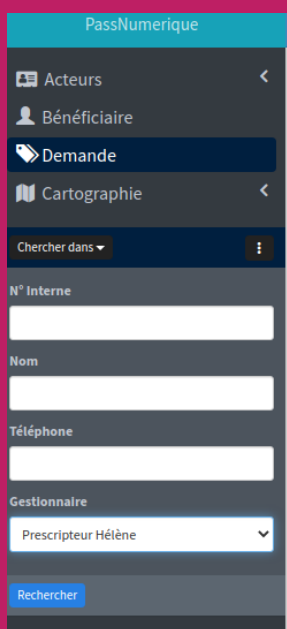 PassNumerique
Acteurs
Bénéficiaire
Demande
Cartographie
Chercher dans
N° Interne
Nom
Téléphone
Gestionnaire
Prescripteur Hélène
Rechercher